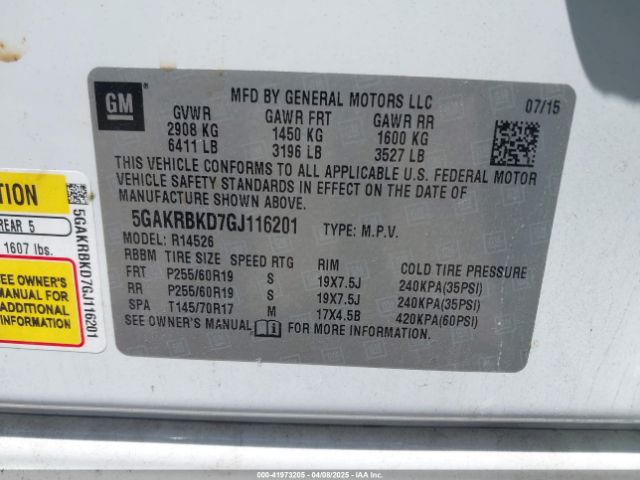 GM
MFD BY GENERAL MOTORS LLC
07/15
GVWR GAWR FRT GAWR RR
2908 KG 1450 KG 1600 KG
6411 LB 3196 LB 3527 LB
THIS VEHICLE CONFORMS TO ALL APPLICABLE U.S. FEDERAL MOTOR
VEHICLE SAFETY STANDARDS IN EFFECT ON THE DATE OF
MANUFACTURE SHOWN ABOVE.
5GAKRBKD7GJ116201 TYPE: M.P.V.
MODEL: R14526
RBBM TIRE SIZE SPEED RTG RIM COLD TIRE PRESSURE
FRT P255/60R19 S 19X7.5J 240KPA(35PSI)
RR P255/60R19 S 19X7.5J 240KPA(35PSI)
SPA T145/70R17 M 17X4.5B 420KPA(60PSI)
SEE OWNER'S MANUAL FOR MORE INFORMATION.
TION
REAR 5
1607 lbs.
SEE OWNER'S
MANUAL FOR
ADDITIONAL
INFORMATION
5GAKRBKD7GJ116201
000-41973205 - 04/08/2025 - IAA Inc.